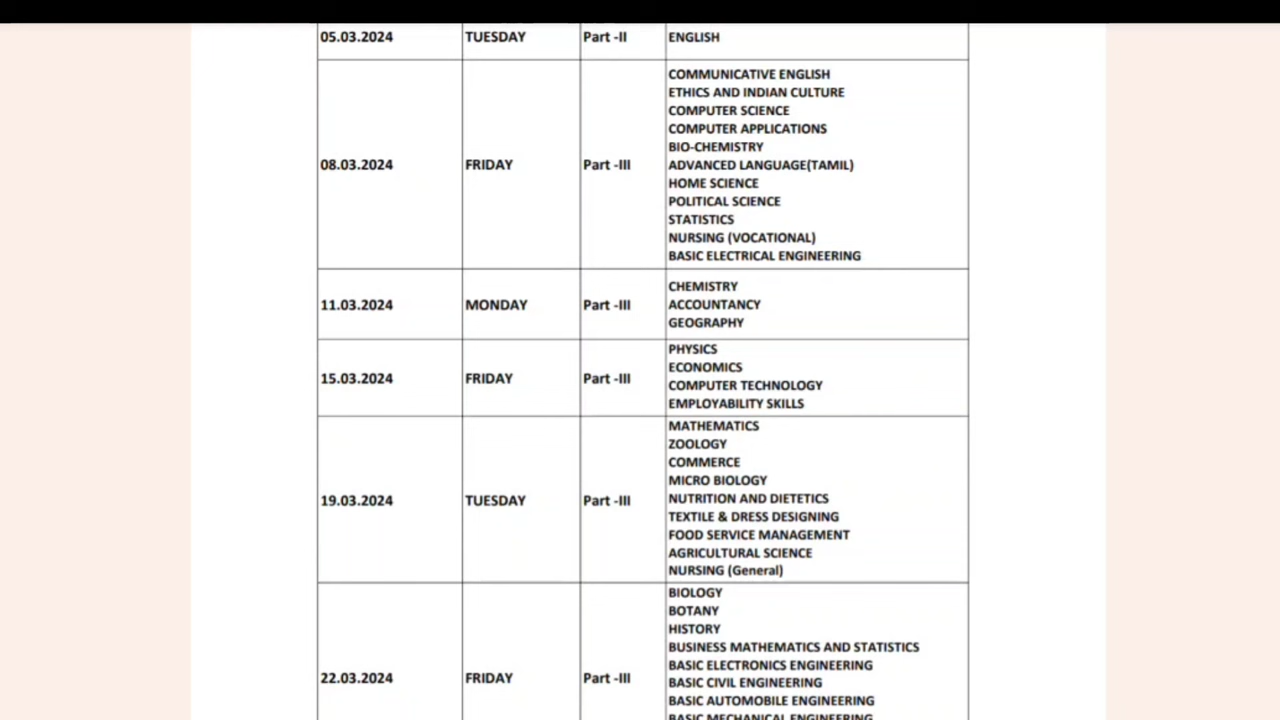 05.03.2024 TUESDAY Part -II ENGLISH
COMMUNICATIVE ENGLISH
ETHICS AND INDIAN CULTURE
COMPUTER SCIENCE
COMPUTER APPLICATIONS
BIO-CHEMISTRY
08.03.2024 FRIDAY Part -III ADVANCED LANGUAGE(TAMIL)
HOME SCIENCE
POLITICAL SCIENCE
STATISTICS
NURSING (VOCATIONAL)
BASIC ELECTRICAL ENGINEERING
CHEMISTRY
11.03.2024 MONDAY Part -III ACCOUNTANCY
GEOGRAPHY
PHYSICS
ECONOMICS
15.03.2024 FRIDAY Part -III COMPUTER TECHNOLOGY
EMPLOYABILITY SKILLS
MATHEMATICS
ZOOLOGY
COMMERCE
MICRO BIOLOGY
19.03.2024 TUESDAY Part -III NUTRITION AND DIETETICS
TEXTILE & DRESS DESIGNING
FOOD SERVICE MANAGEMENT
AGRICULTURAL SCIENCE
NURSING (General)
BIOLOGY
BOTANY
HISTORY
BUSINESS MATHEMATICS AND STATISTICS
BASIC ELECTRONICS ENGINEERING
22.03.2024 FRIDAY Part -III BASIC CIVIL ENGINEERING
BASIC AUTOMOBILE ENGINEERING
BASIC MECHANICAL ENGINEERING